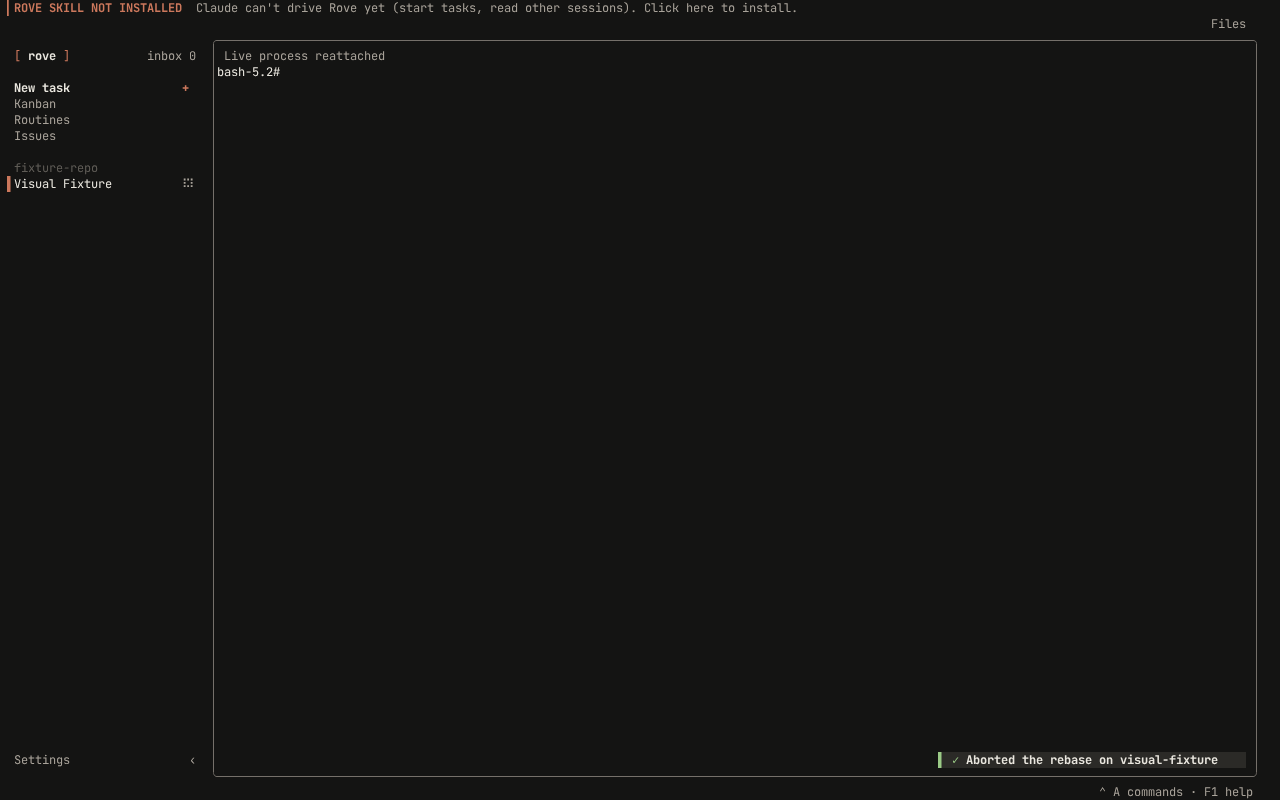 ROVE SKILL NOT INSTALLED  Claude can't drive Rove yet (start tasks, read other sessions). Click here to install.
Files
[ rove ]  inbox 0
New task +
Kanban
Routines
Issues
fixture-repo
Visual Fixture
Live process reattached
bash-5.2#
Settings ‹
✓ Aborted the rebase on visual-fixture
⌃ A commands · F1 help